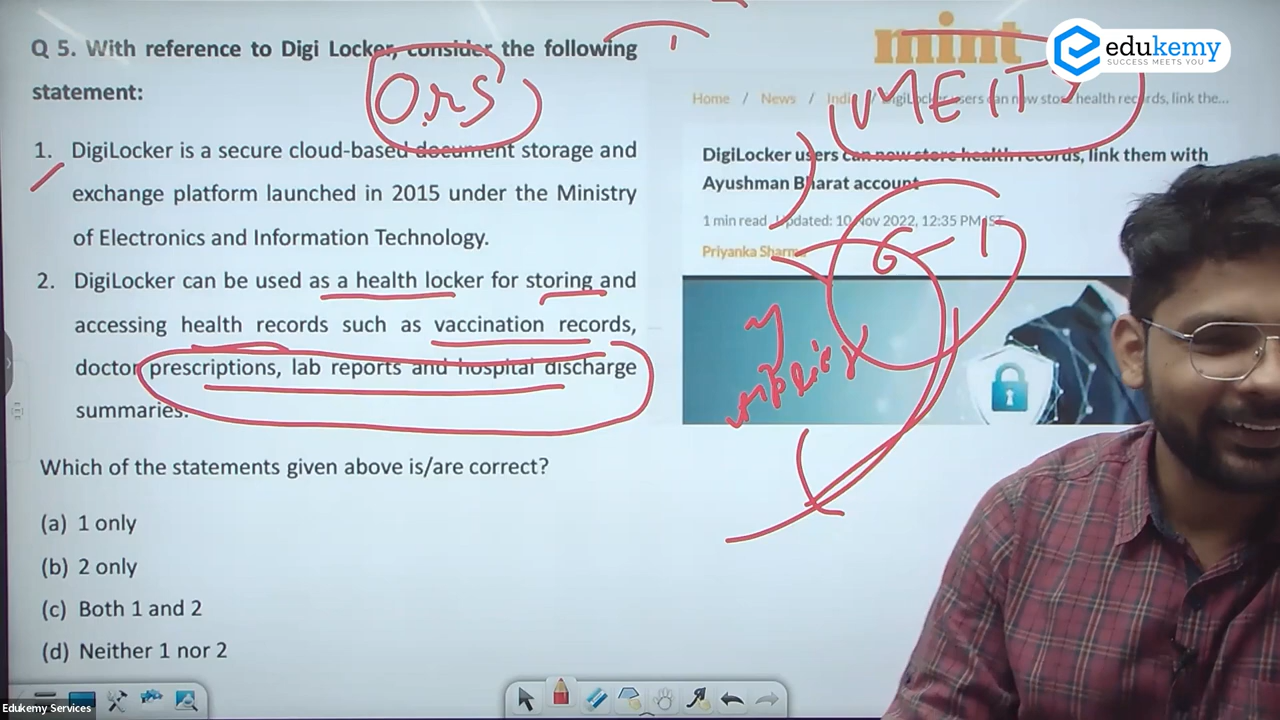 Q 5. With reference to Digi Locker, consider the following
statement:
1. DigiLocker is a secure cloud-based document storage and
exchange platform launched in 2015 under the Ministry
of Electronics and Information Technology.
2. DigiLocker can be used as a health locker for storing and
accessing health records such as vaccination records,
doctor prescriptions, lab reports and hospital discharge
summaries.
Which of the statements given above is/are correct?
(a) 1 only
(b) 2 only
(c) Both 1 and 2
(d) Neither 1 nor 2
ORS
mint
edukemy
SUCCESS MEETS YOU
MEITY
Home / News / India / DigiLocker users can now store health records, link the...
DigiLocker users can now store health records, link them with
Ayushman Bharat account
1 min read Updated: 10 Nov 2022, 12:35 PM IST
Priyanka Sharma
Edukemy Services